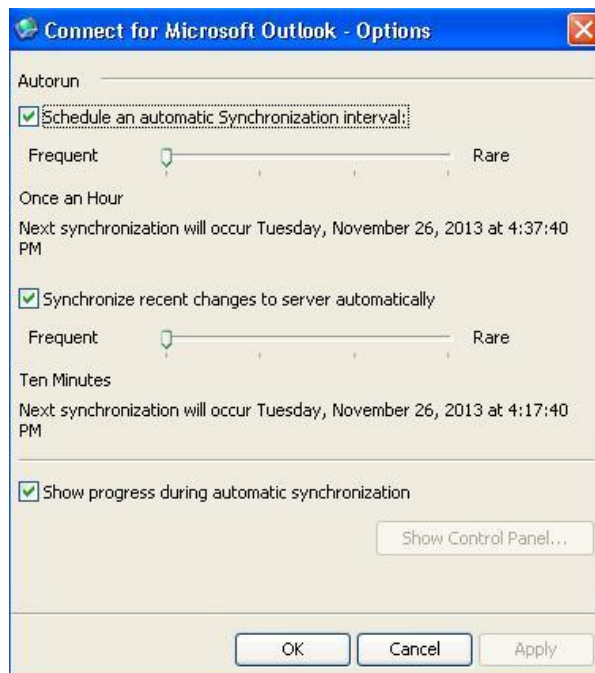 Connect for Microsoft Outlook - Options
Autorun
Schedule an automatic Synchronization interval:
Frequent Rare
Once an Hour
Next synchronization will occur Tuesday, November 26, 2013 at 4:37:40
PM
Synchronize recent changes to server automatically
Frequent Rare
Ten Minutes
Next synchronization will occur Tuesday, November 26, 2013 at 4:17:40
PM
Show progress during automatic synchronization
Show Control Panel...
OK Cancel Apply